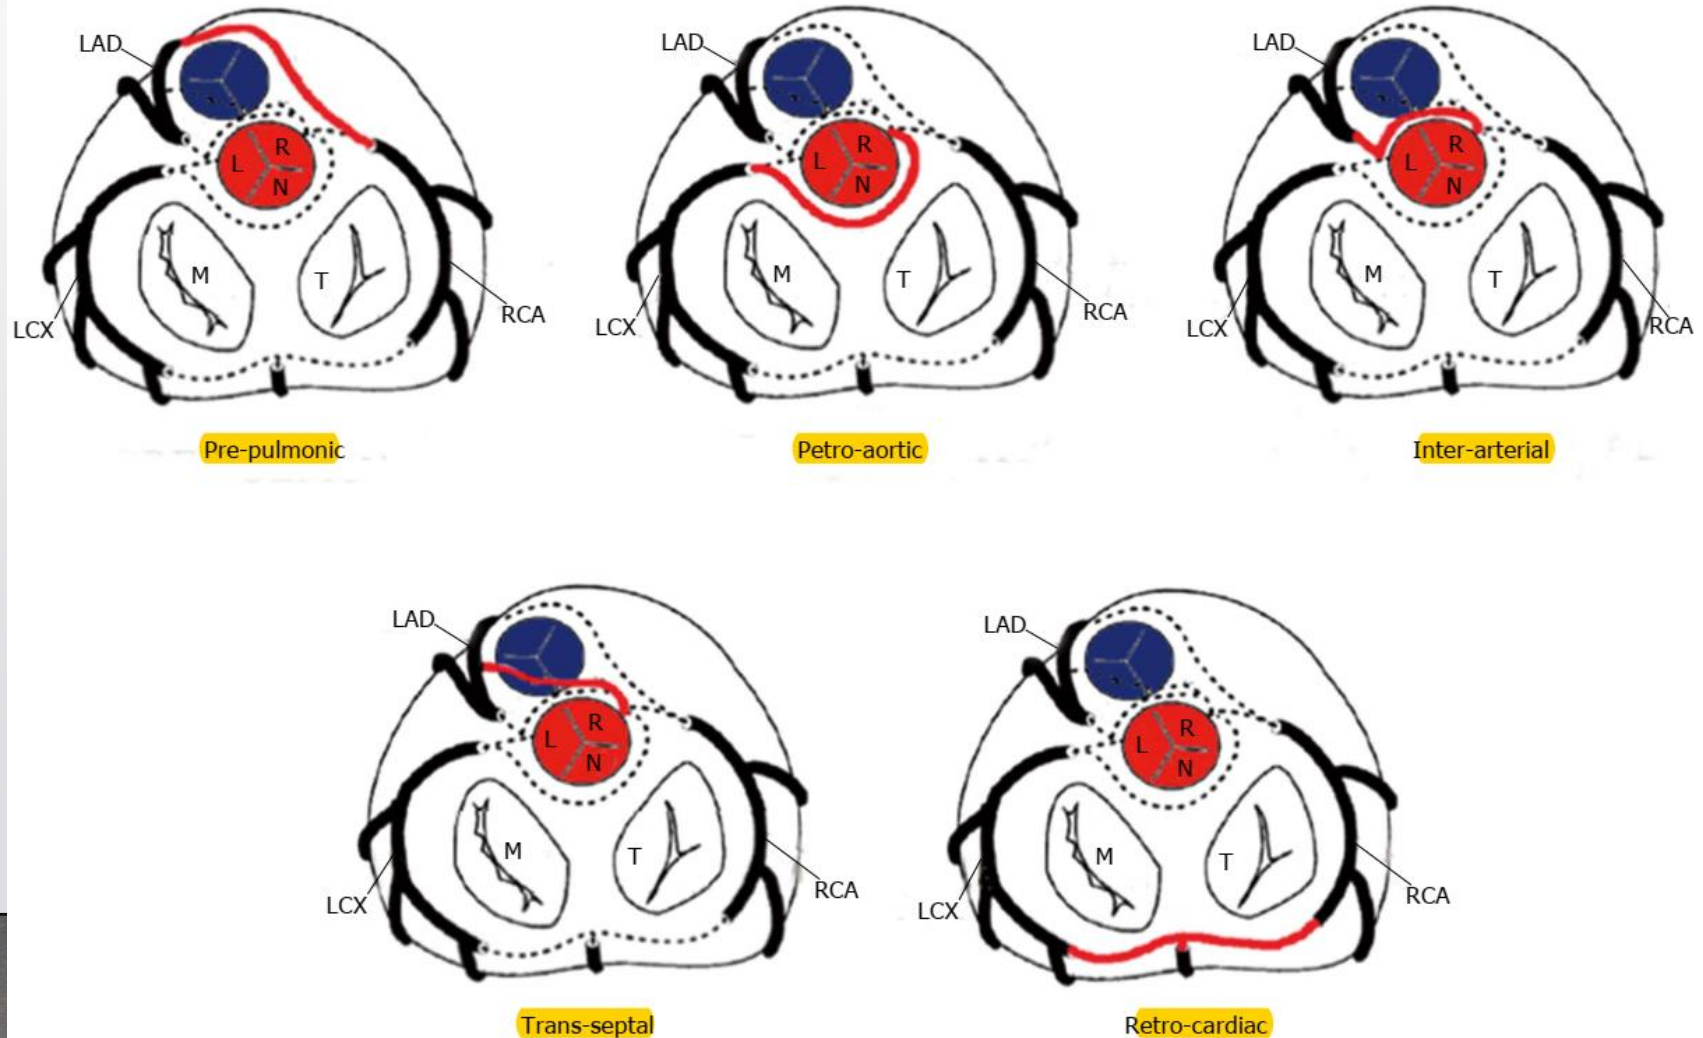 LAD
R
L
N
M
T
LCX
RCA
Pre-pulmonic
LAD
R
L
N
M
T
LCX
RCA
Petro-aortic
LAD
R
L
N
M
T
LCX
RCA
Inter-arterial
LAD
R
L
N
M
T
LCX
RCA
Trans-septal
LAD
R
L
N
M
T
LCX
RCA
Retro-cardiac